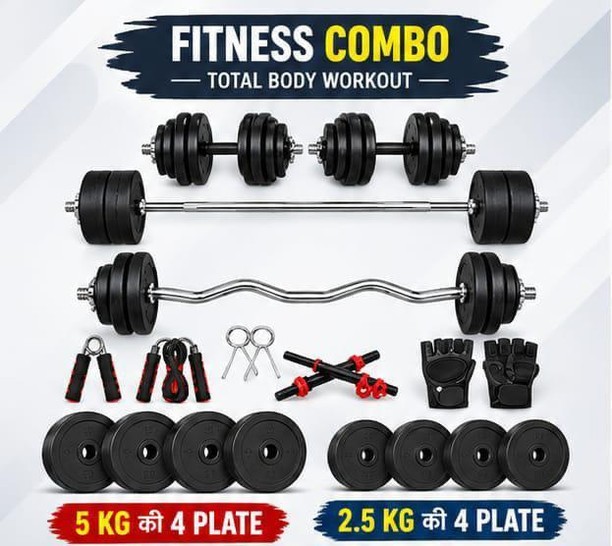 FITNESS COMBO
TOTAL BODY WORKOUT
5 KG की 4 PLATE
2.5 KG की 4 PLATE